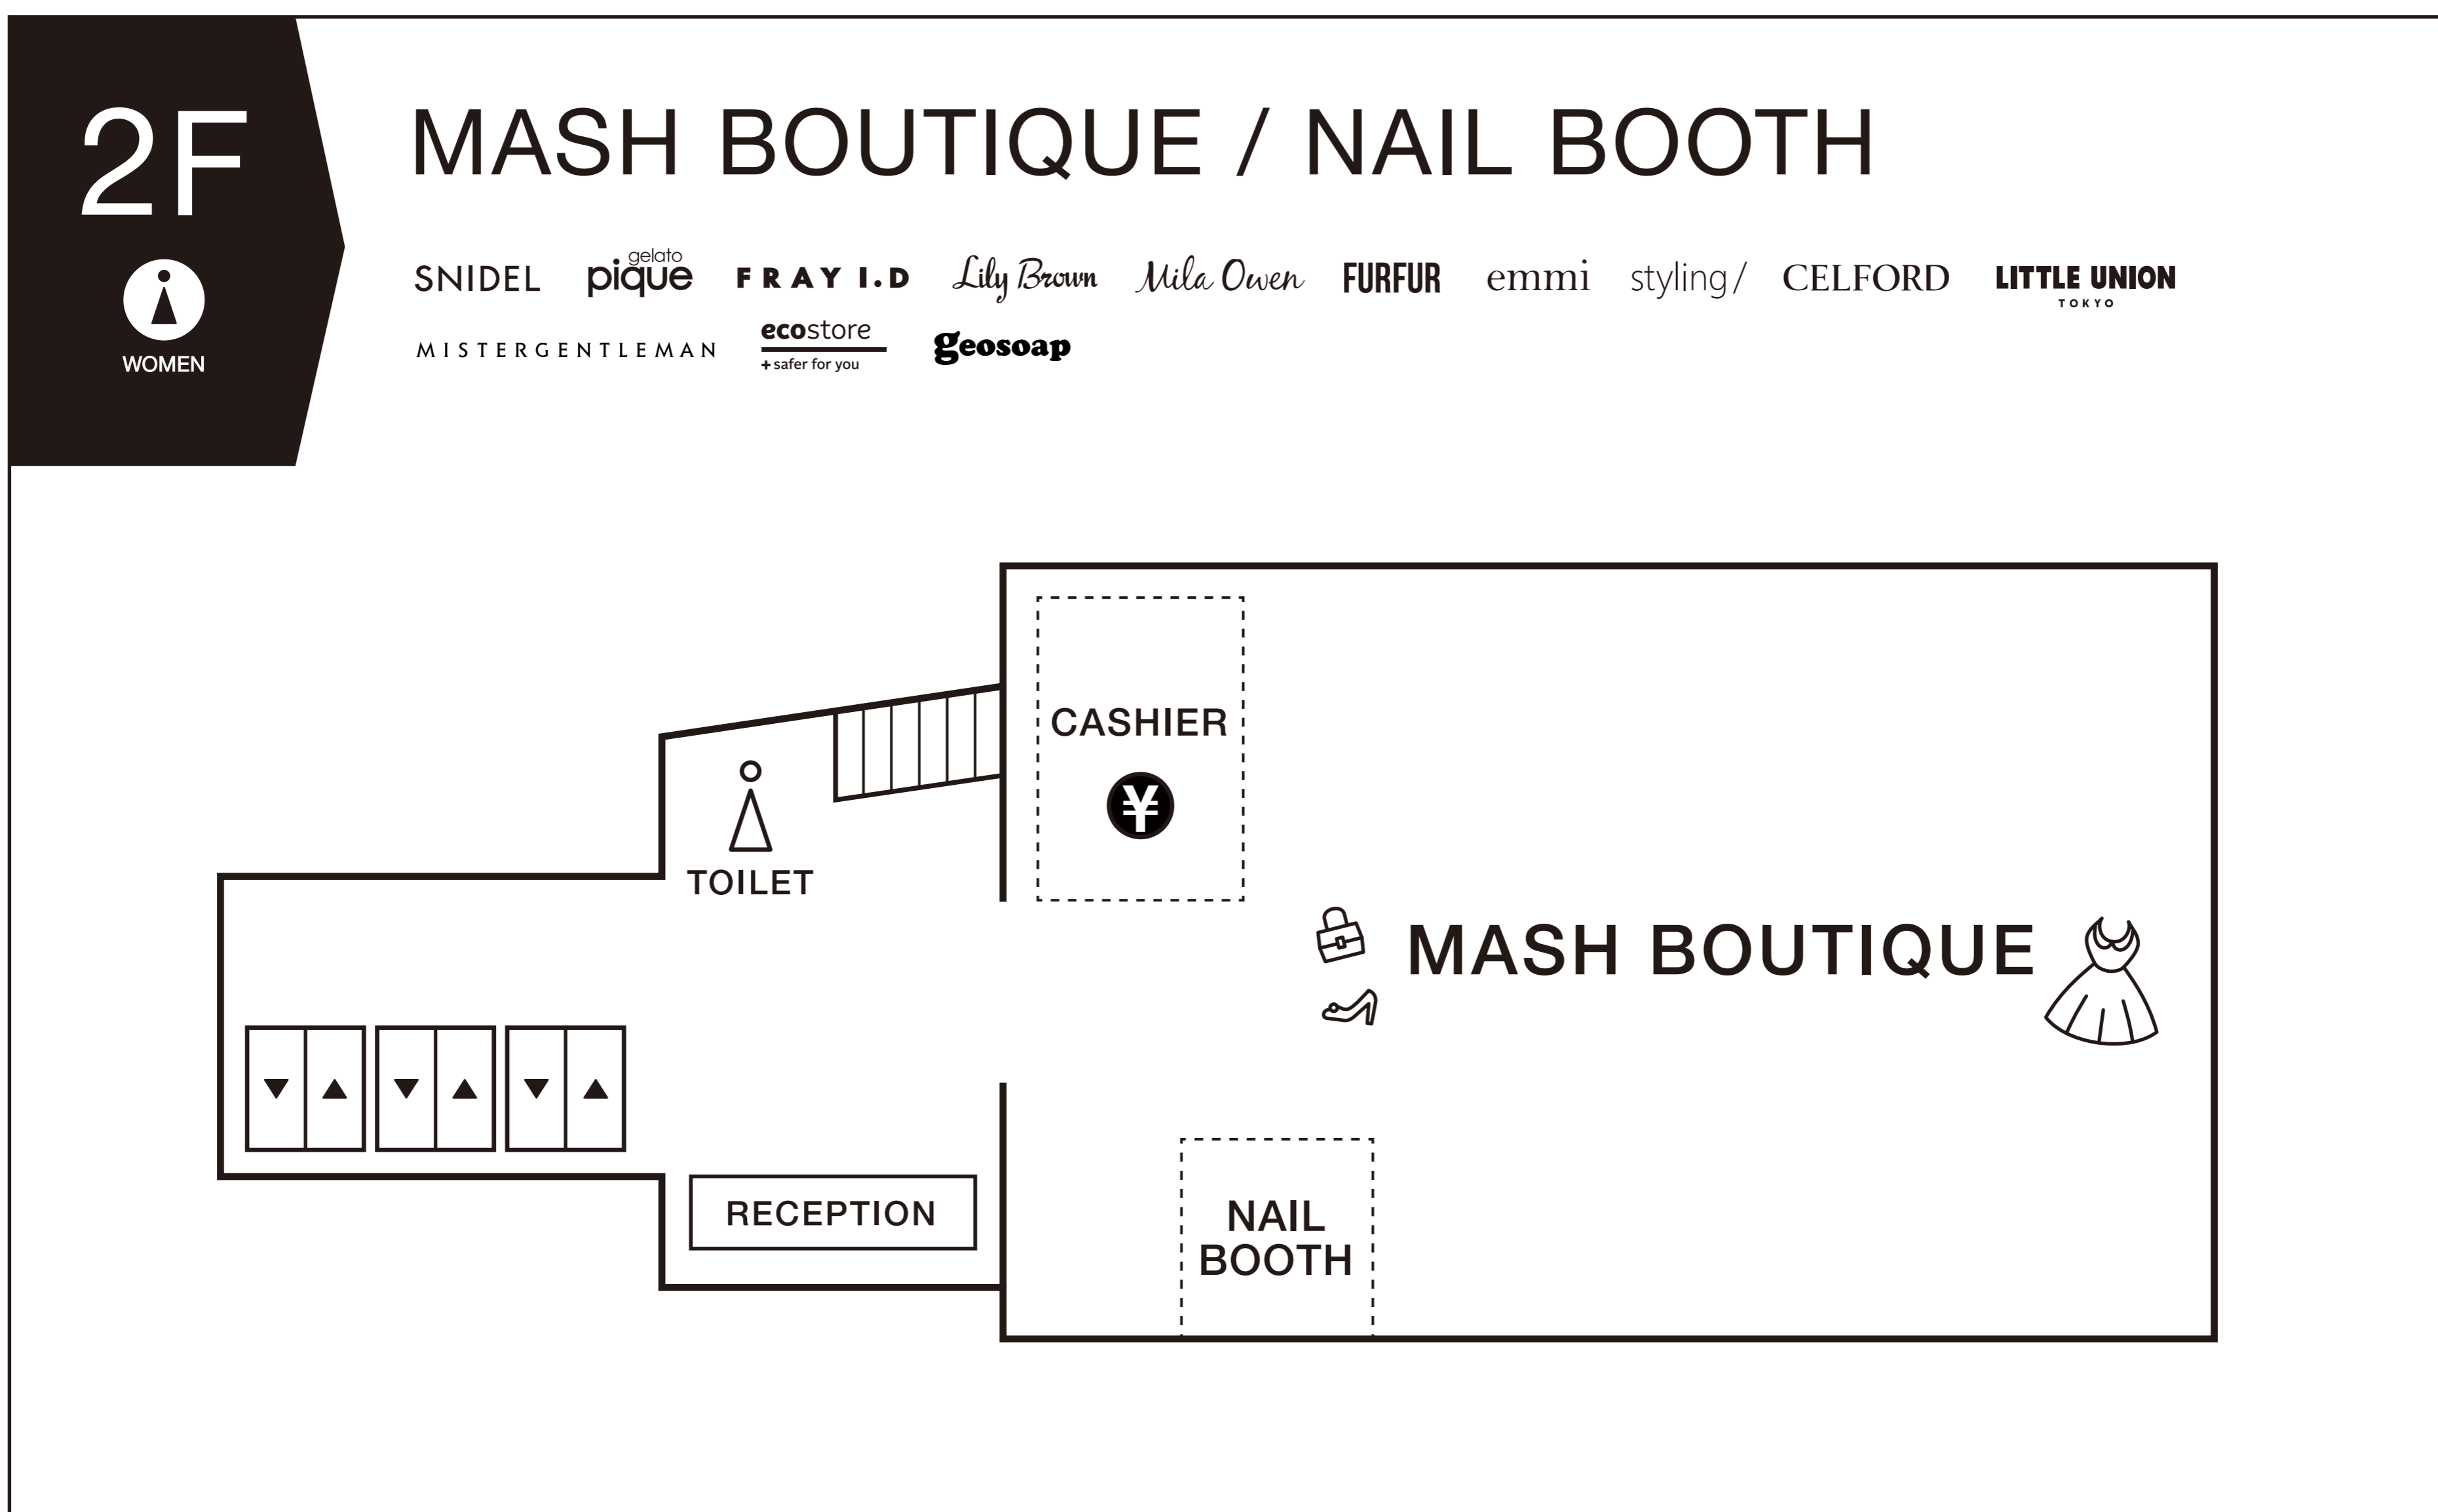 2F
WOMEN
MASH BOUTIQUE / NAIL BOOTH
SNIDEL gelato pique FRAY I.D Lily Brown Mila Owen FURFUR emmi styling/ CELFORD LITTLE UNION TOKYO
MISTERGENTLEMAN ecostore +safer for you geosoap
CASHIER
¥
TOILET
MASH BOUTIQUE
RECEPTION
NAIL
BOOTH